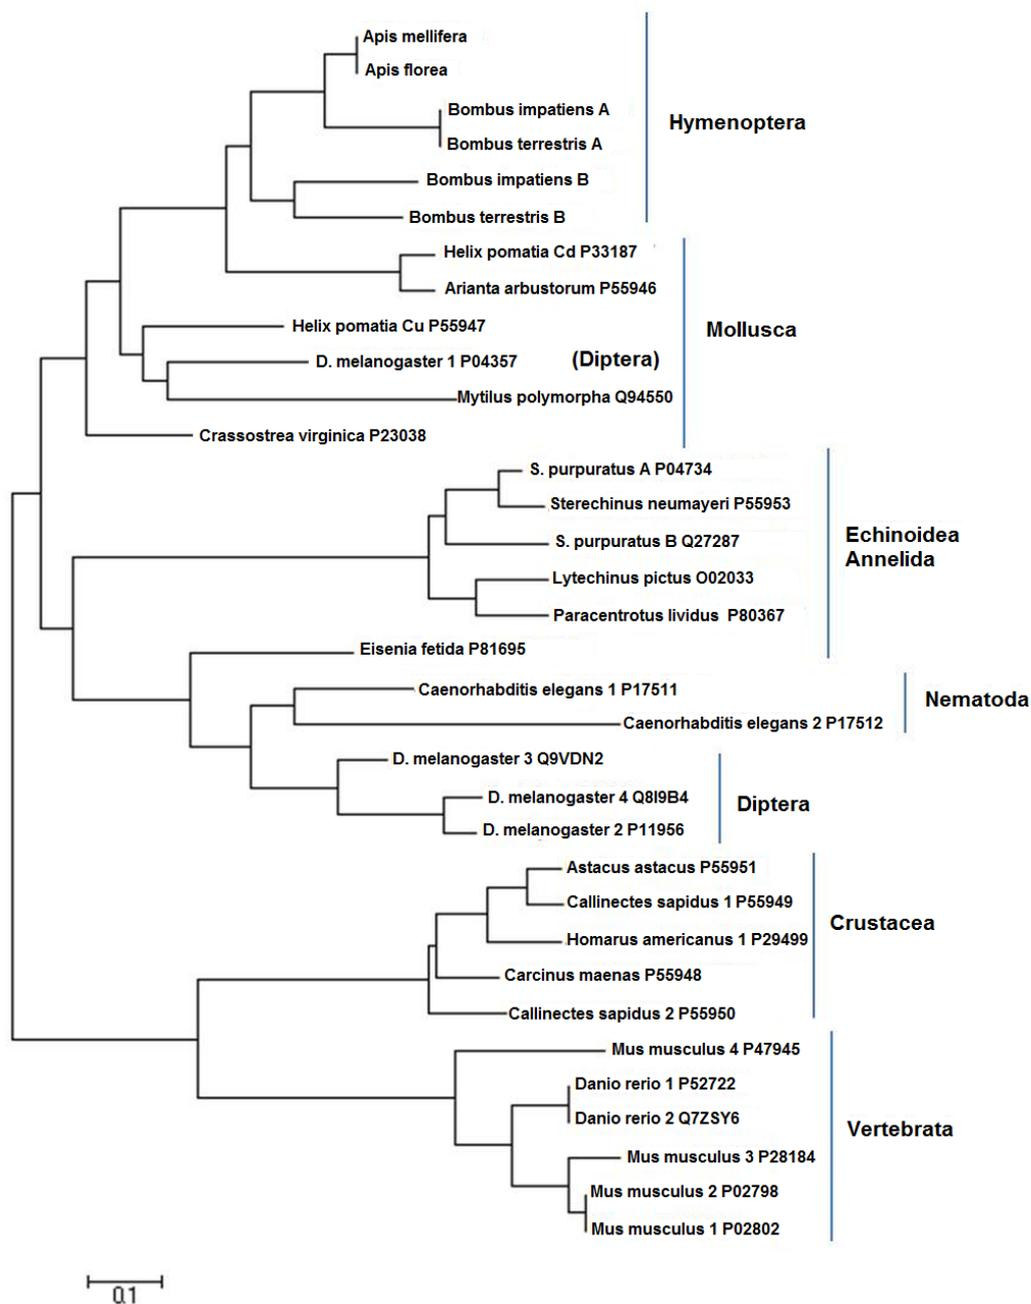 Apis mellifera
Apis florea
Bombus impatiens A
Hymenoptera
Bombus terrestris A
Bombus impatiens B
Bombus terrestris B
Helix pomatia Cd P33187
Arianta arbustorum P55946
Helix pomatia Cu P55947
Mollusca
D. melanogaster 1 P04357 (Diptera)
Mytilus polymorpha Q94550
Crassostrea virginica P23038
S. purpuratus A P04734
Sterechinus neumayeri P55953
S. purpuratus B Q27287
Echinoidea
Annelida
Lytechinus pictus O02033
Paracentrotus lividus P80367
Eisenia fetida P81695
Caenorhabditis elegans 1 P17511
Nematoda
Caenorhabditis elegans 2 P17512
D. melanogaster 3 Q9VDN2
D. melanogaster 4 Q8I9B4
Diptera
D. melanogaster 2 P11956
Astacus astacus P55951
Callinectes sapidus 1 P55949
Crustacea
Homarus americanus 1 P29499
Carcinus maenas P55948
Callinectes sapidus 2 P55950
Mus musculus 4 P47945
Danio rerio 1 P52722
Danio rerio 2 Q7ZSY6
Vertebrata
Mus musculus 3 P28184
Mus musculus 2 P02798
Mus musculus 1 P02802
0.1